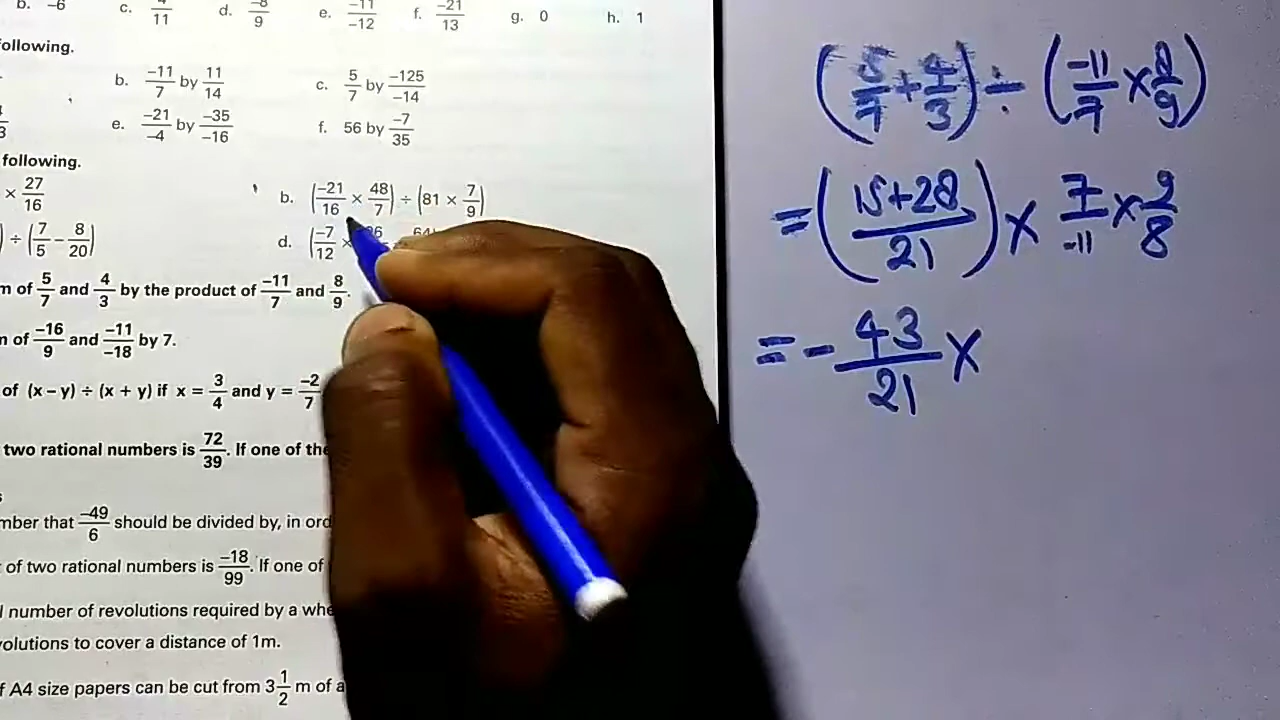 b. −6 c. 4/11 d. −8/9 e. −11/−12 f. −21/13 g. 0 h. 1
following.
b. −11/7 by 11/14 c. 5/7 by −125/−14
e. −21/−4 by −35/−16 f. 56 by −7/35
following.
× 27/16 b. (−21/16 × 48/7) ÷ (81 × 7/9)
) ÷ (7/5 − 8/20) d. (−7/12 ×
of 5/7 and 4/3 by the product of −11/7 and 8/9.
of −16/9 and −11/−18 by 7.
of (x − y) ÷ (x + y) if x = 3/4 and y = −2/7
two rational numbers is 72/39. If one of the
that −49/6 should be divided by, in
of two rational numbers is −18/99. If one of
number of revolutions required by a
to cover a distance of 1m.
A4 size papers can be cut from 3 1/2 m of a
(5/7 + 4/3) ÷ (−11/7 × 8/9)
= (15+28/21) × 7/−11 × 9/8
= − 43/21 ×